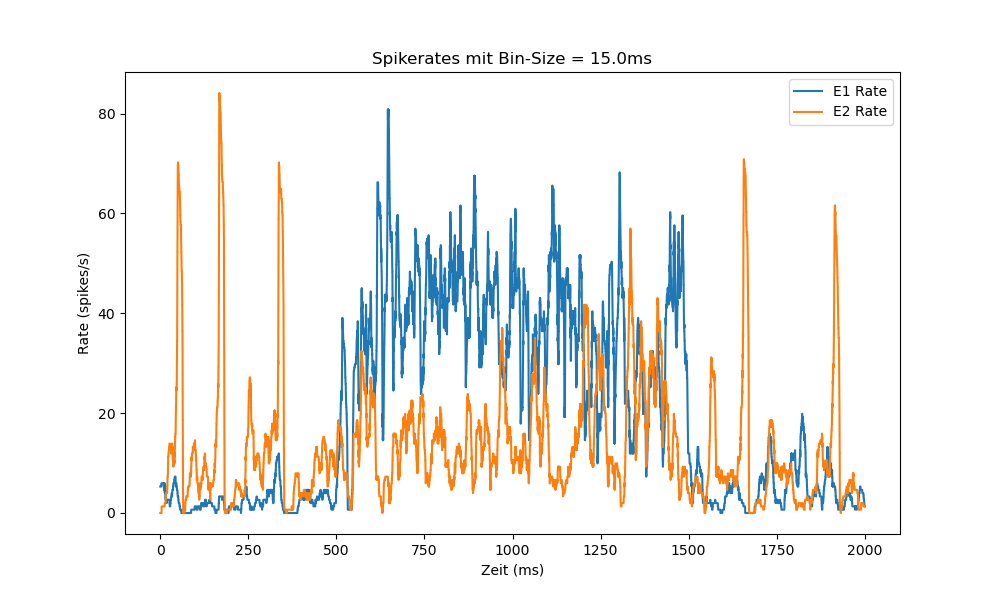 Spikerates mit Bin-Size = 15.0ms
E1 Rate
E2 Rate
Rate (spikes/s)
80
60
40
20
0
0 250 500 750 1000 1250 1500 1750 2000
Zeit (ms)